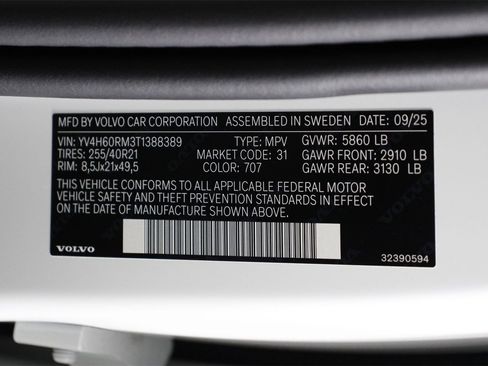 MFD BY VOLVO CAR CORPORATION ASSEMBLED IN SWEDEN DATE: 09/25
VIN: YV4H60RM3T1388389 TYPE: MPV GVWR: 5860 LB
TIRES: 255/40R21 MARKET CODE: 31 GAWR FRONT: 2910 LB
RIM: 8,5Jx21x49,5 COLOR: 707 GAWR REAR: 3130 LB
THIS VEHICLE CONFORMS TO ALL APPLICABLE FEDERAL MOTOR
VEHICLE SAFETY AND THEFT PREVENTION STANDARDS IN EFFECT
ON THE DATE OF MANUFACTURE SHOWN ABOVE.
VOLVO
32390594